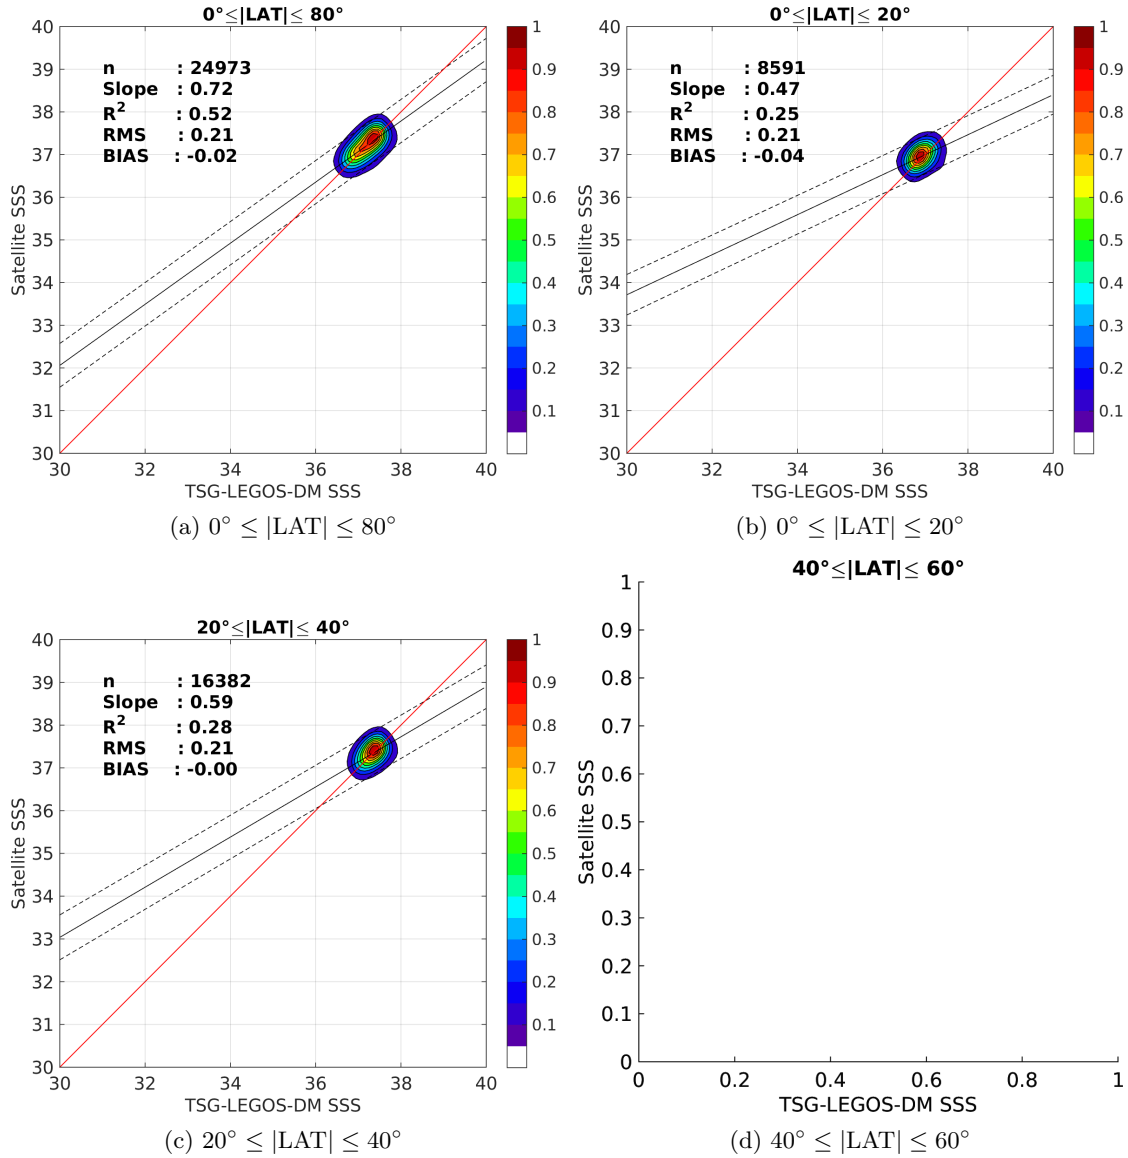 0°≤|LAT|≤ 80°
40
39
38
37
36
35
34
33
32
31
30
Satellite SSS
n : 24973
Slope : 0.72
R2 : 0.52
RMS : 0.21
BIAS : -0.02
30 32 34 36 38 40
TSG-LEGOS-DM SSS
1
0.9
0.8
0.7
0.6
0.5
0.4
0.3
0.2
0.1
(a) 0° ≤ |LAT| ≤ 80°
0°≤|LAT|≤ 20°
40
39
38
37
36
35
34
33
32
31
30
Satellite SSS
n : 8591
Slope : 0.47
R2 : 0.25
RMS : 0.21
BIAS : -0.04
30 32 34 36 38 40
TSG-LEGOS-DM SSS
1
0.9
0.8
0.7
0.6
0.5
0.4
0.3
0.2
0.1
(b) 0° ≤ |LAT| ≤ 20°
20°≤|LAT|≤ 40°
40
39
38
37
36
35
34
33
32
31
30
Satellite SSS
n : 16382
Slope : 0.59
R2 : 0.28
RMS : 0.21
BIAS : -0.00
30 32 34 36 38 40
TSG-LEGOS-DM SSS
1
0.9
0.8
0.7
0.6
0.5
0.4
0.3
0.2
0.1
(c) 20° ≤ |LAT| ≤ 40°
40°≤|LAT|≤ 60°
1
0.9
0.8
0.7
0.6
0.5
0.4
0.3
0.2
0.1
0
Satellite SSS
0 0.2 0.4 0.6 0.8 1
TSG-LEGOS-DM SSS
(d) 40° ≤ |LAT| ≤ 60°